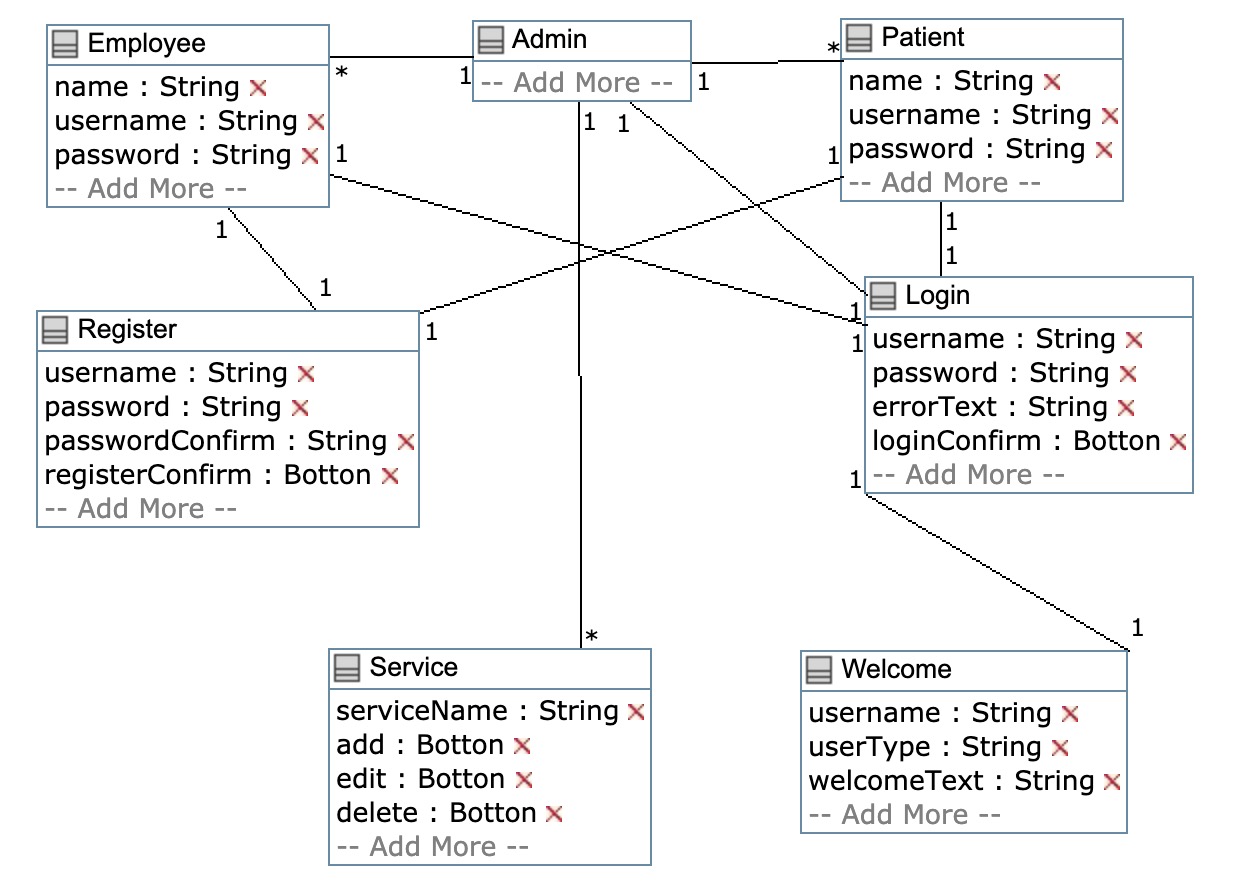 Employee
name : String
username : String
password : String
-- Add More --
*
1
Admin
-- Add More --
1
*
Patient
name : String
username : String
password : String
-- Add More --
1
1
1
1
1
1
1
1
1
Register
username : String
password : String
passwordConfirm : String
registerConfirm : Botton
-- Add More --
1
1
1
Login
username : String
password : String
errorText : String
loginConfirm : Botton
-- Add More --
1
1
*
Service
serviceName : String
add : Botton
edit : Botton
delete : Botton
-- Add More --
Welcome
username : String
userType : String
welcomeText : String
-- Add More --